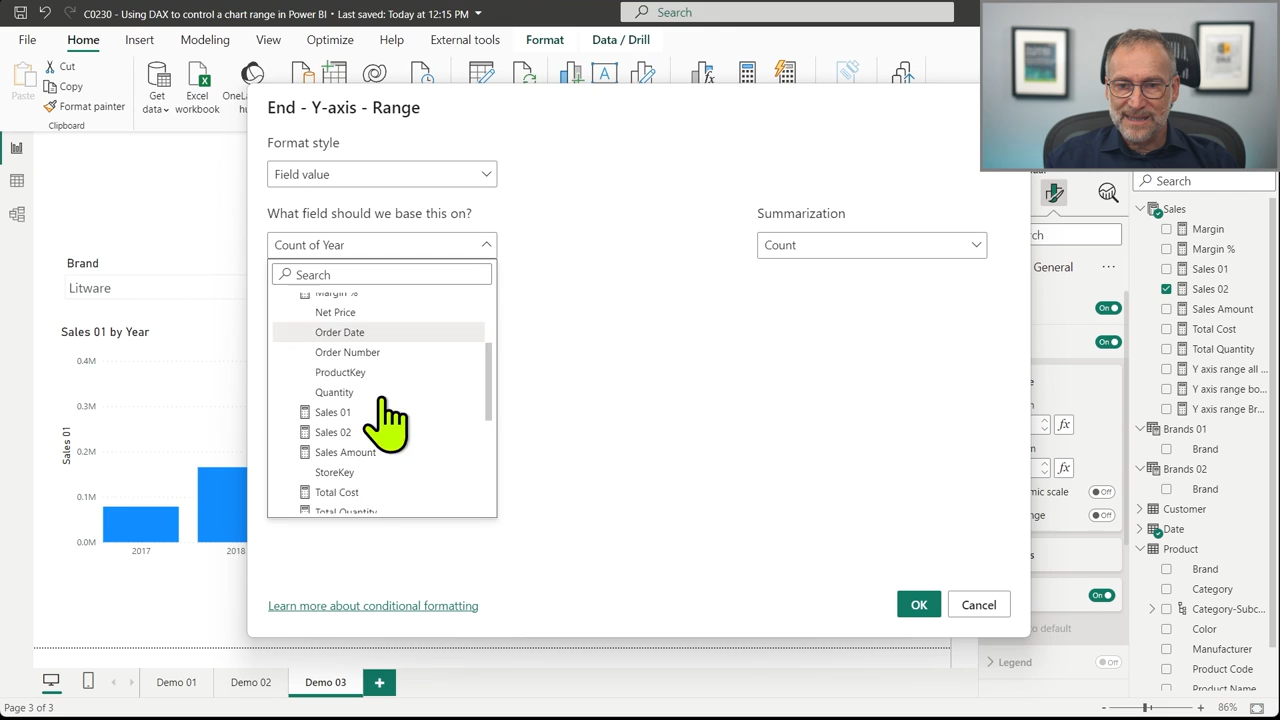 C0230 - Using DAX to control a chart range in Power BI • Last saved: Today at 12:15 PM
Search
File Home Insert Modeling View Optimize Help External tools Format Data / Drill
Paste
Cut
Copy
Format painter
Clipboard
Get data
Excel workbook
End - Y-axis - Range
Format style
Field value
What field should we base this on?
Summarization
Count of Year
Count
Search
Margin %
Net Price
Order Date
Order Number
ProductKey
Quantity
Sales 01
Sales 02
Sales Amount
StoreKey
Total Cost
Total Quantity
Learn more about conditional formatting
OK
Cancel
Brand
Litware
Sales 01 by Year
0.4M
0.3M
0.2M
0.1M
0.0M
Sales 01
2017
2018
General
On
On
fx
fx
Off
Off
On
Legend
Off
Search
Sales
Margin
Margin %
Sales 01
Sales 02
Sales Amount
Total Cost
Total Quantity
Y axis range all ...
Y axis range bo...
Y axis range Br...
Brands 01
Brand
Brands 02
Brand
Customer
Date
Product
Brand
Category
Category-Subc...
Color
Manufacturer
Product Code
Product Name
Demo 01
Demo 02
Demo 03
Page 3 of 3
86%